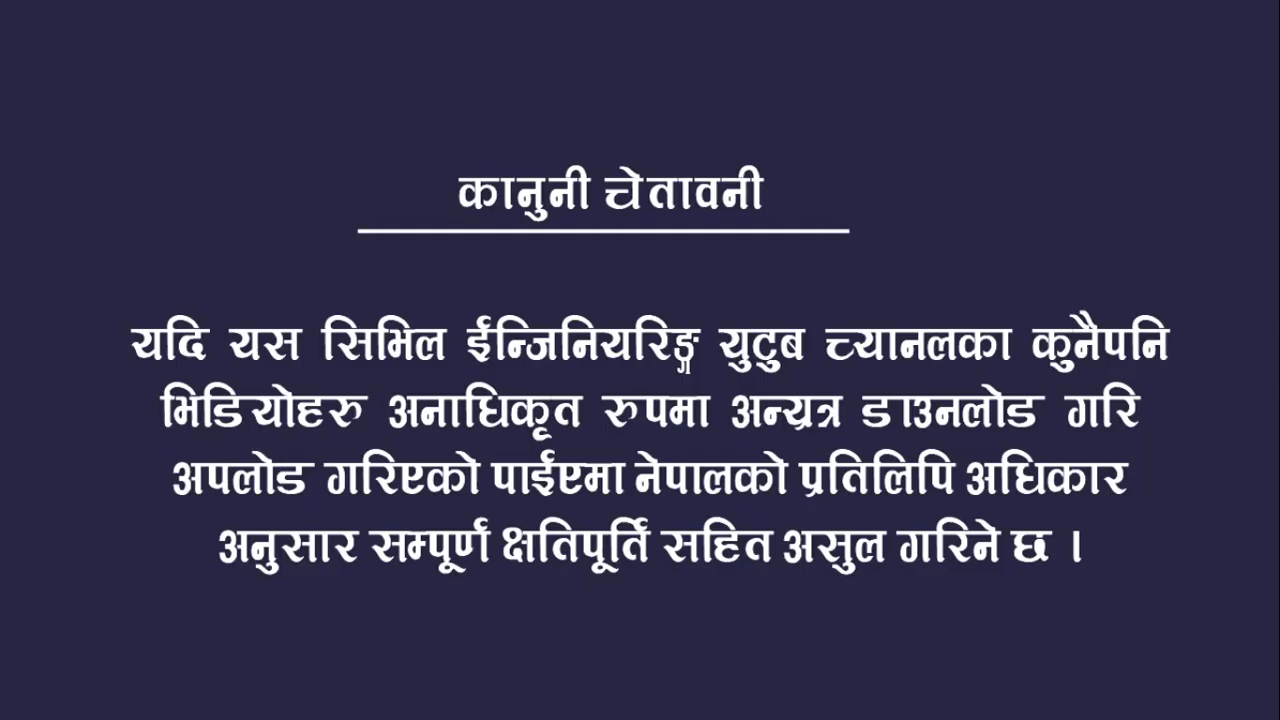 कानुनी चेतावनी
यदि यस सिभिल ईन्जिनियरिङ्ग युटुब च्यानलका कुनैपनि
भिडियोहरु अनाधिकृत रुपमा अन्य्रत्र डाउनलोड गरि
अपलोड गरिएको पाईएमा नेपालको प्रतिलिपि अधिकार
अनुसार सम्पूर्ण क्षतिपूर्ति सहित असुल गरिने छ ।